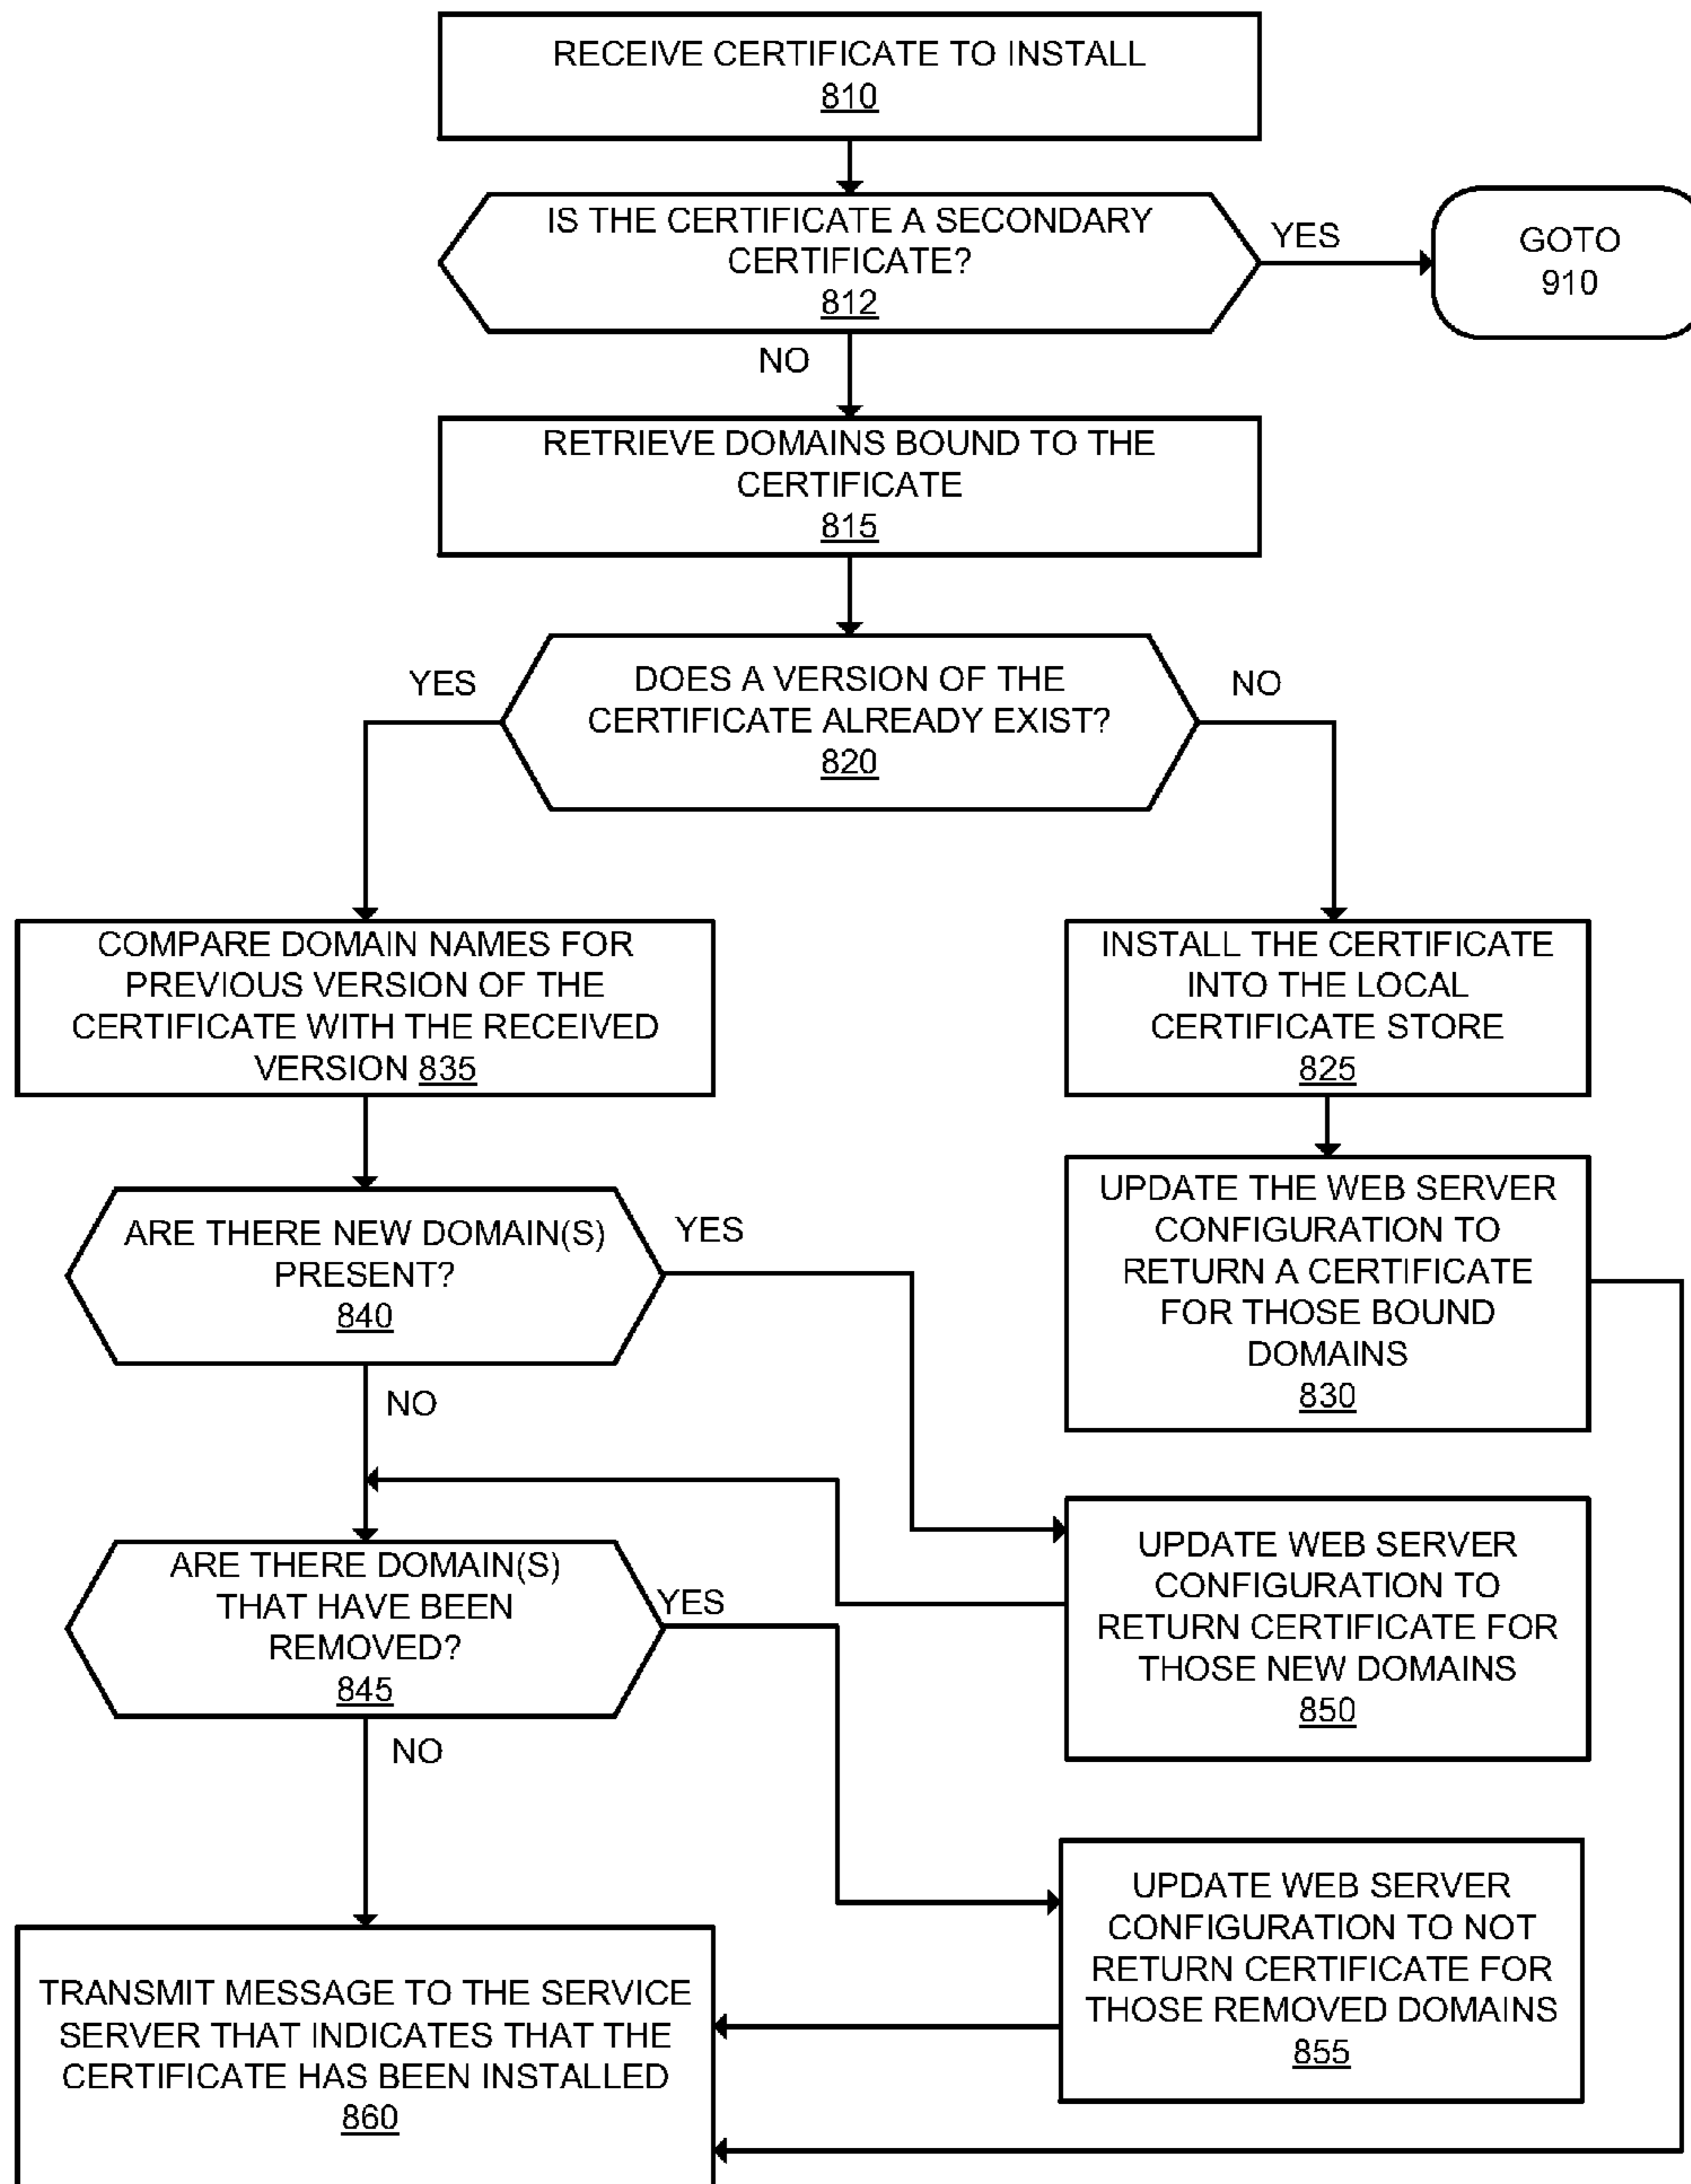 RECEIVE CERTIFICATE TO INSTALL
810
IS THE CERTIFICATE A SECONDARY
CERTIFICATE?
812
YES
GOTO
910
NO
RETRIEVE DOMAINS BOUND TO THE
CERTIFICATE
815
YES
DOES A VERSION OF THE
CERTIFICATE ALREADY EXIST?
820
NO
COMPARE DOMAIN NAMES FOR
PREVIOUS VERSION OF THE
CERTIFICATE WITH THE RECEIVED
VERSION 835
INSTALL THE CERTIFICATE
INTO THE LOCAL
CERTIFICATE STORE
825
UPDATE THE WEB SERVER
CONFIGURATION TO
RETURN A CERTIFICATE
FOR THOSE BOUND
DOMAINS
830
ARE THERE NEW DOMAIN(S)
PRESENT?
840
YES
NO
ARE THERE DOMAIN(S)
THAT HAVE BEEN
REMOVED?
845
YES
NO
UPDATE WEB SERVER
CONFIGURATION TO
RETURN CERTIFICATE FOR
THOSE NEW DOMAINS
850
UPDATE WEB SERVER
CONFIGURATION TO NOT
RETURN CERTIFICATE FOR
THOSE REMOVED DOMAINS
855
TRANSMIT MESSAGE TO THE SERVICE
SERVER THAT INDICATES THAT THE
CERTIFICATE HAS BEEN INSTALLED
860